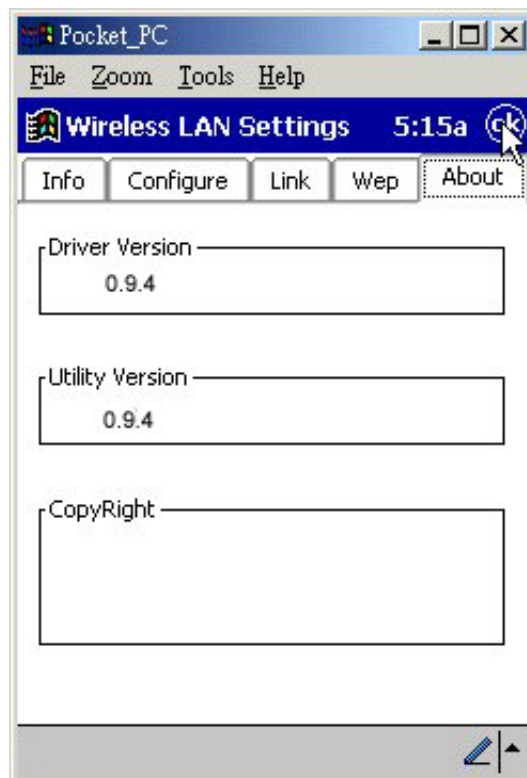 Pocket_PC
File Zoom Tools Help
Wireless LAN Settings 5:15a ok
Info Configure Link Wep About
Driver Version
0.9.4
Utility Version
0.9.4
CopyRight